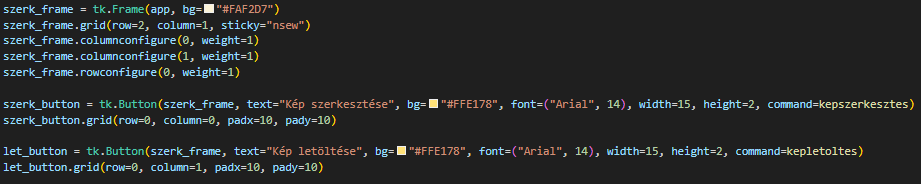 szerk_frame = tk.Frame(app, bg="#FAF2D7")
szerk_frame.grid(row=2, column=1, sticky="nsew")
szerk_frame.columnconfigure(0, weight=1)
szerk_frame.columnconfigure(1, weight=1)
szerk_frame.rowconfigure(0, weight=1)
szerk_button = tk.Button(szerk_frame, text="Kép szerkesztése", bg="#FFE178", font=("Arial", 14), width=15, height=2, command=kepszerkesztes)
szerk_button.grid(row=0, column=0, padx=10, pady=10)
let_button = tk.Button(szerk_frame, text="Kép letöltése", bg="#FFE178", font=("Arial", 14), width=15, height=2, command=kepletoltes)
let_button.grid(row=0, column=1, padx=10, pady=10)